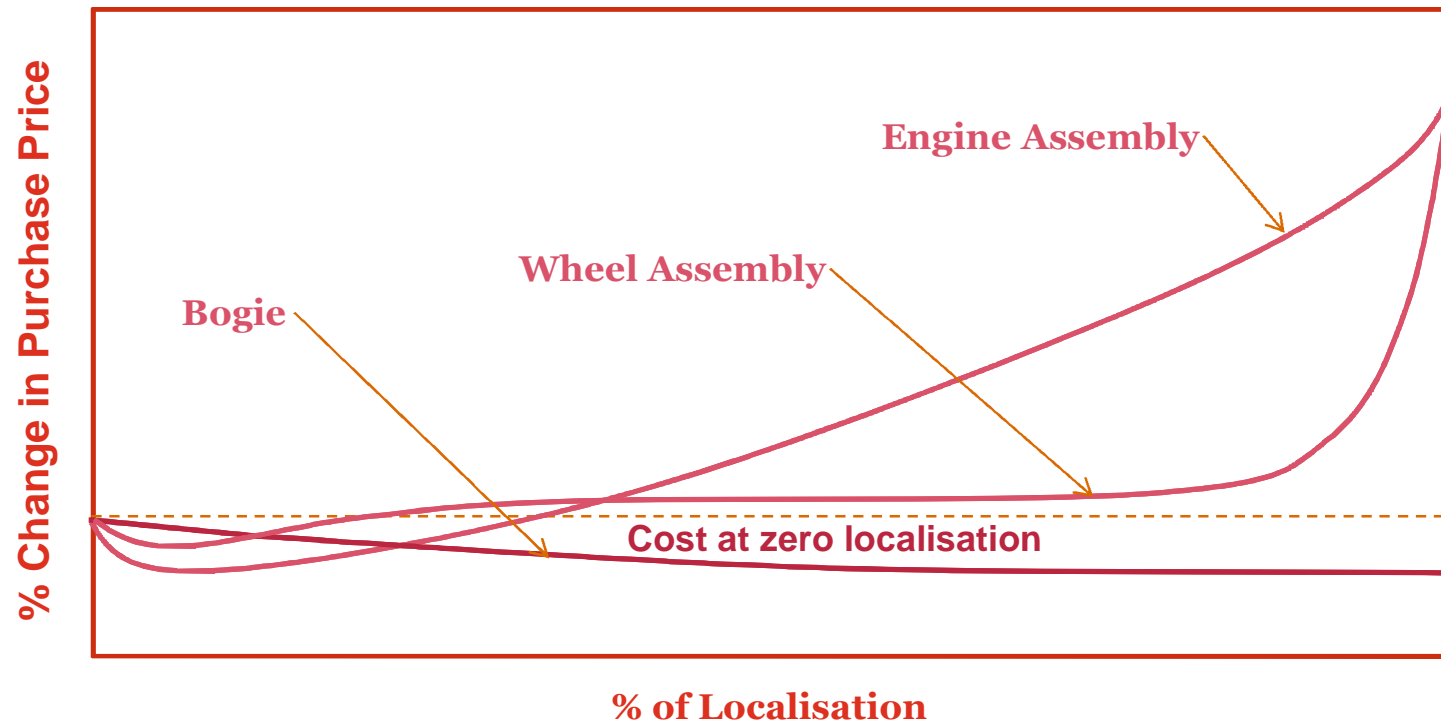 % Change in Purchase Price
Engine Assembly
Wheel Assembly
Bogie
Cost at zero localisation
% of Localisation